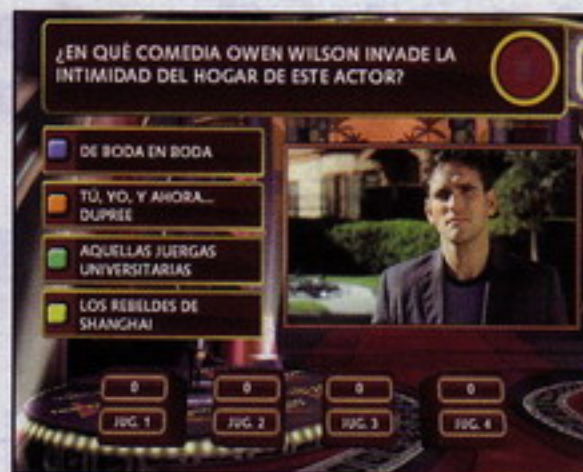 ¿EN QUÉ COMEDIA OWEN WILSON INVADE LA
INTIMIDAD DEL HOGAR DE ESTE ACTOR?
DE BODA EN BODA
TÚ, YO, Y AHORA...
DUPREE
AQUELLAS JUERGAS
UNIVERSITARIAS
LOS REBELDES DE
SHANGHAI
0
0
0
0
JUG. 1
JUG. 2
JUG. 3
JUG. 4